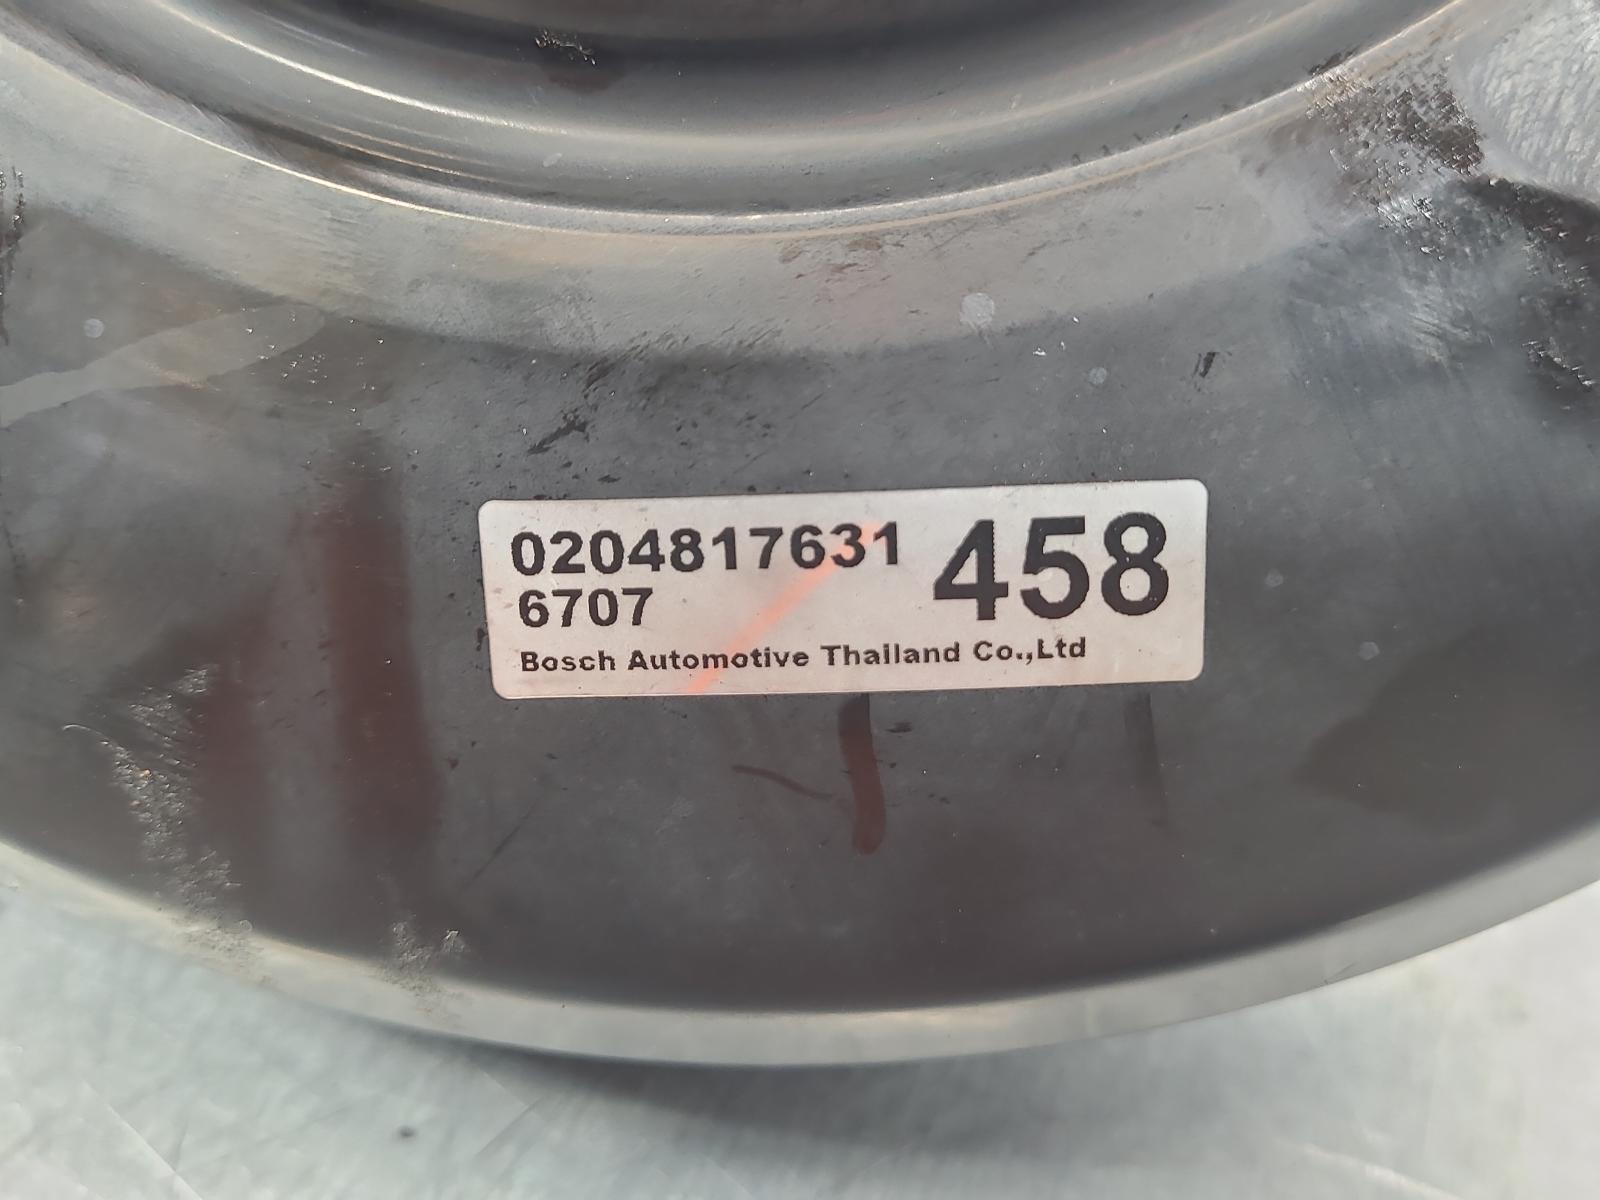 0204817631
6707
458
Bosch Automotive Thailand Co.,Ltd